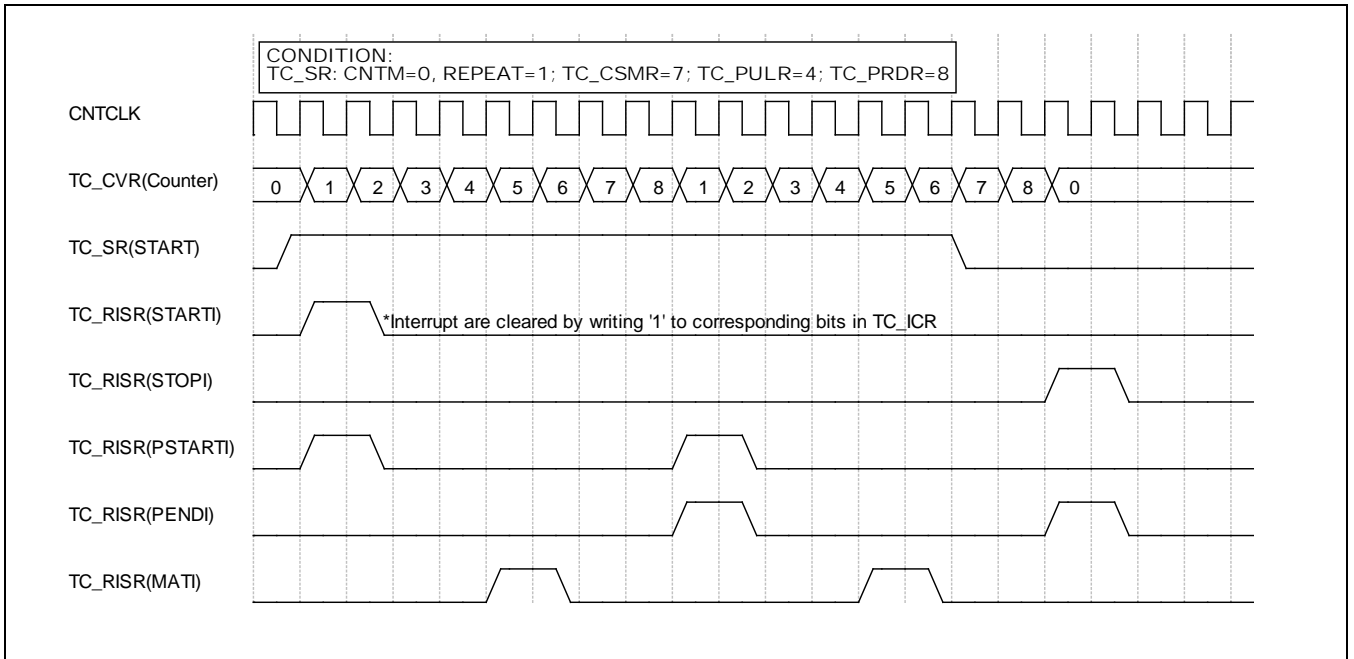 CONDITION:
TC_SR: CNTM=0, REPEAT=1; TC_CSMR=7; TC_PULR=4; TC_PRDR=8
CNTCLK
TC_CVR(Counter) 0 1 2 3 4 5 6 7 8 1 2 3 4 5 6 7 8 0
TC_SR(START)
TC_RISR(STARTI) *Interrupt are cleared by writing '1' to corresponding bits in TC_ICR
TC_RISR(STOPI)
TC_RISR(PSTARTI)
TC_RISR(PENDI)
TC_RISR(MATI)